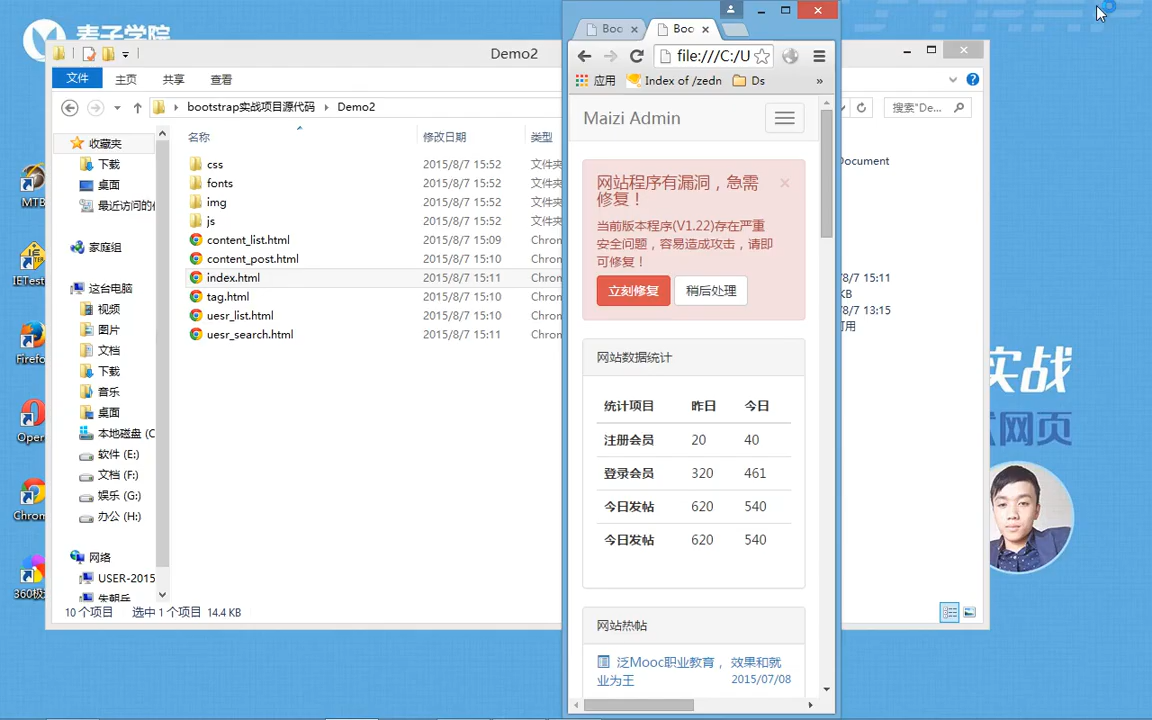 麦子学院
Demo2
文件 主页 共享 查看
bootstrap实战项目源代码 Demo2 搜索"De...
收藏夹
下载
桌面
家庭组
这台电脑
视频
图片
文档
下载
音乐
桌面
本地磁盘 (C
软件 (E:)
文档 (F:)
娱乐 (G:)
办公 (H:)
网络
USER-2015
名称 修改日期 类型
css 2015/8/7 15:52 文件夹
fonts 2015/8/7 15:52 文件夹
img 2015/8/7 15:52 文件夹
js 2015/8/7 15:52 文件夹
content_list.html 2015/8/7 15:09 Chron
content_post.html 2015/8/7 15:10 Chron
index.html 2015/8/7 15:11 Chron
tag.html 2015/8/7 15:10 Chron
uesr_list.html 2015/8/7 15:10 Chron
uesr_search.html 2015/8/7 15:11 Chron
10 个项目 选中 1 个项目 14.4 KB
Document
8/7 15:11
KB
8/7 13:15
可用
MTB
IETest
Firefo
Oper
Chron
360极
Boo Boo
file:///C:/U
应用 Index of /zedn Ds »
Maizi Admin
网站程序有漏洞，急需
修复！
×
当前版本程序(V1.22)存在严重
安全问题，容易造成攻击，请即
可修复！
立刻修复 稍后处理
网站数据统计
统计项目 昨日 今日
注册会员 20 40
登录会员 320 461
今日发帖 620 540
今日发帖 620 540
网站热帖
泛Mooc职业教育，效果和就
业为王 2015/07/08
实战
网页